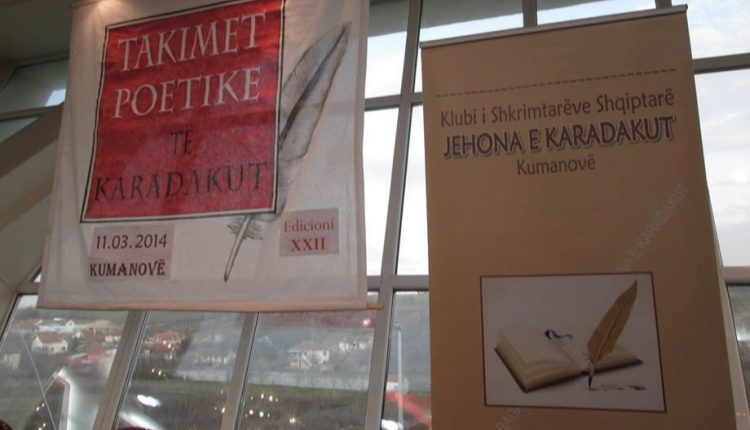 TAKIMET
POETIKE
TË
KARADAKUT
11.03.2014
KUMANOVË
Edicioni
XXII
Klubi i Shkrimtarëve Shqiptarë
JEHONA E KARADAKUT
Kumanovë